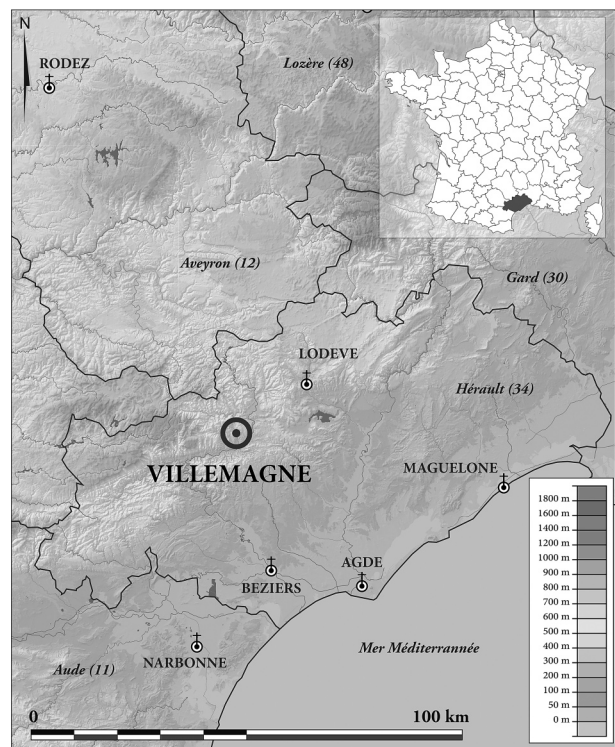 N
RODEZ
Lozère (48)
Aveyron (12)
Gard (30)
LODEVE
Hérault (34)
VILLEMAGNE
MAGUELONE
BEZIERS
AGDE
NARBONNE
Aude (11)
Mer Méditerrannée
1800 m
1600 m
1400 m
1200 m
1000 m
900 m
800 m
700 m
600 m
500 m
400 m
300 m
200 m
100 m
50 m
0 m
0 100 km